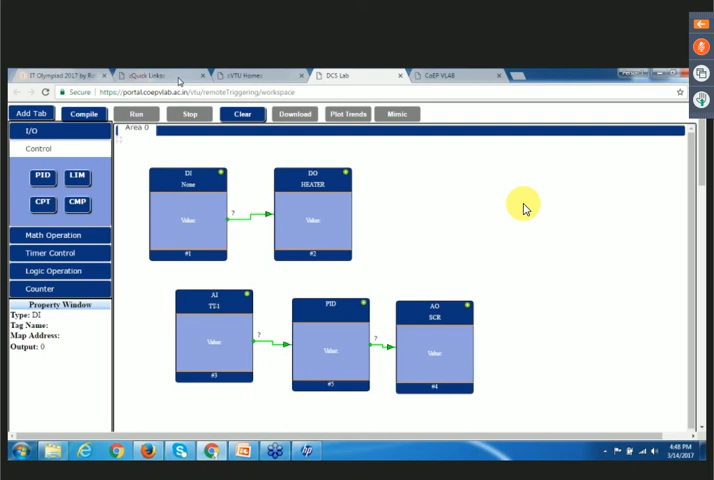 IT Olympiad 2017 by Ro
eQuick Links:
eVTU Homes
DCS Lab
CoEP VLAB
Secure
https://portal.coepvlab.ac.in/vtu/remoteTriggering/workspace
Add Tab
Compile
Run
Stop
Clear
Download
Plot Trends
Mimic
I/O
Control
PID
LIM
CPT
CMP
Math Operation
Timer Control
Logic Operation
Counter
Property Window
Type: DI
Tag Name:
Map Address:
Output: 0
Area 0
DI
None
Value:
#1
?
DO
HEATER
Value:
#2
AI
TT-1
Value:
#3
?
PID
Value:
#5
?
AO
SCR
Value:
#4
4:48 PM
3/14/2017